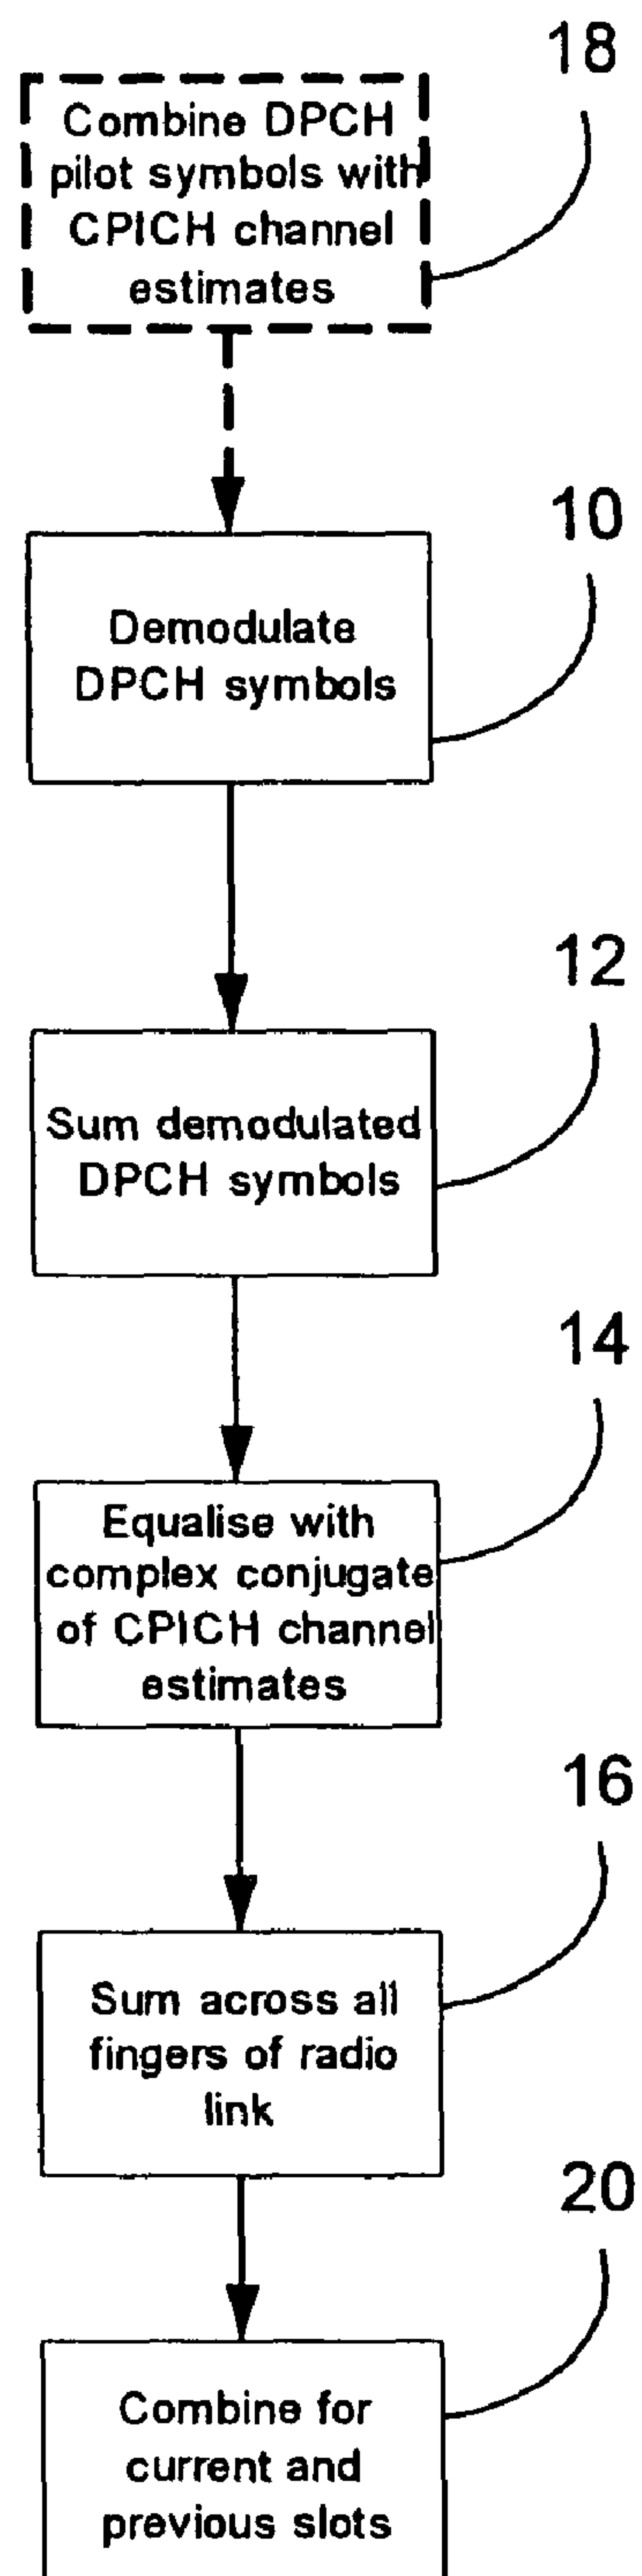 18
Combine DPCH
pilot symbols with
CPICH channel
estimates
10
Demodulate
DPCH symbols
12
Sum demodulated
DPCH symbols
14
Equalise with
complex conjugate
of CPICH channel
estimates
16
Sum across all
fingers of radio
link
20
Combine for
current and
previous slots